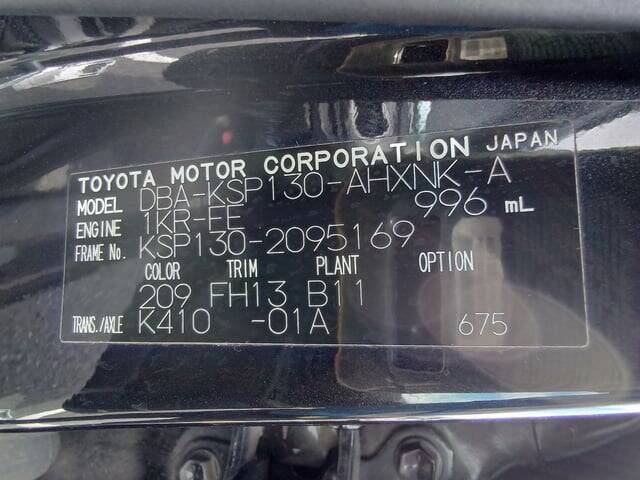 TOYOTA MOTOR CORPORATION JAPAN
MODEL DBA-KSP130-AHXNK-A
ENGINE 1KR-FE 996 mL
FRAME No. KSP130-2095169
COLOR TRIM PLANT OPTION
209 FH13 B11
TRANS./AXLE K410 -01A 675